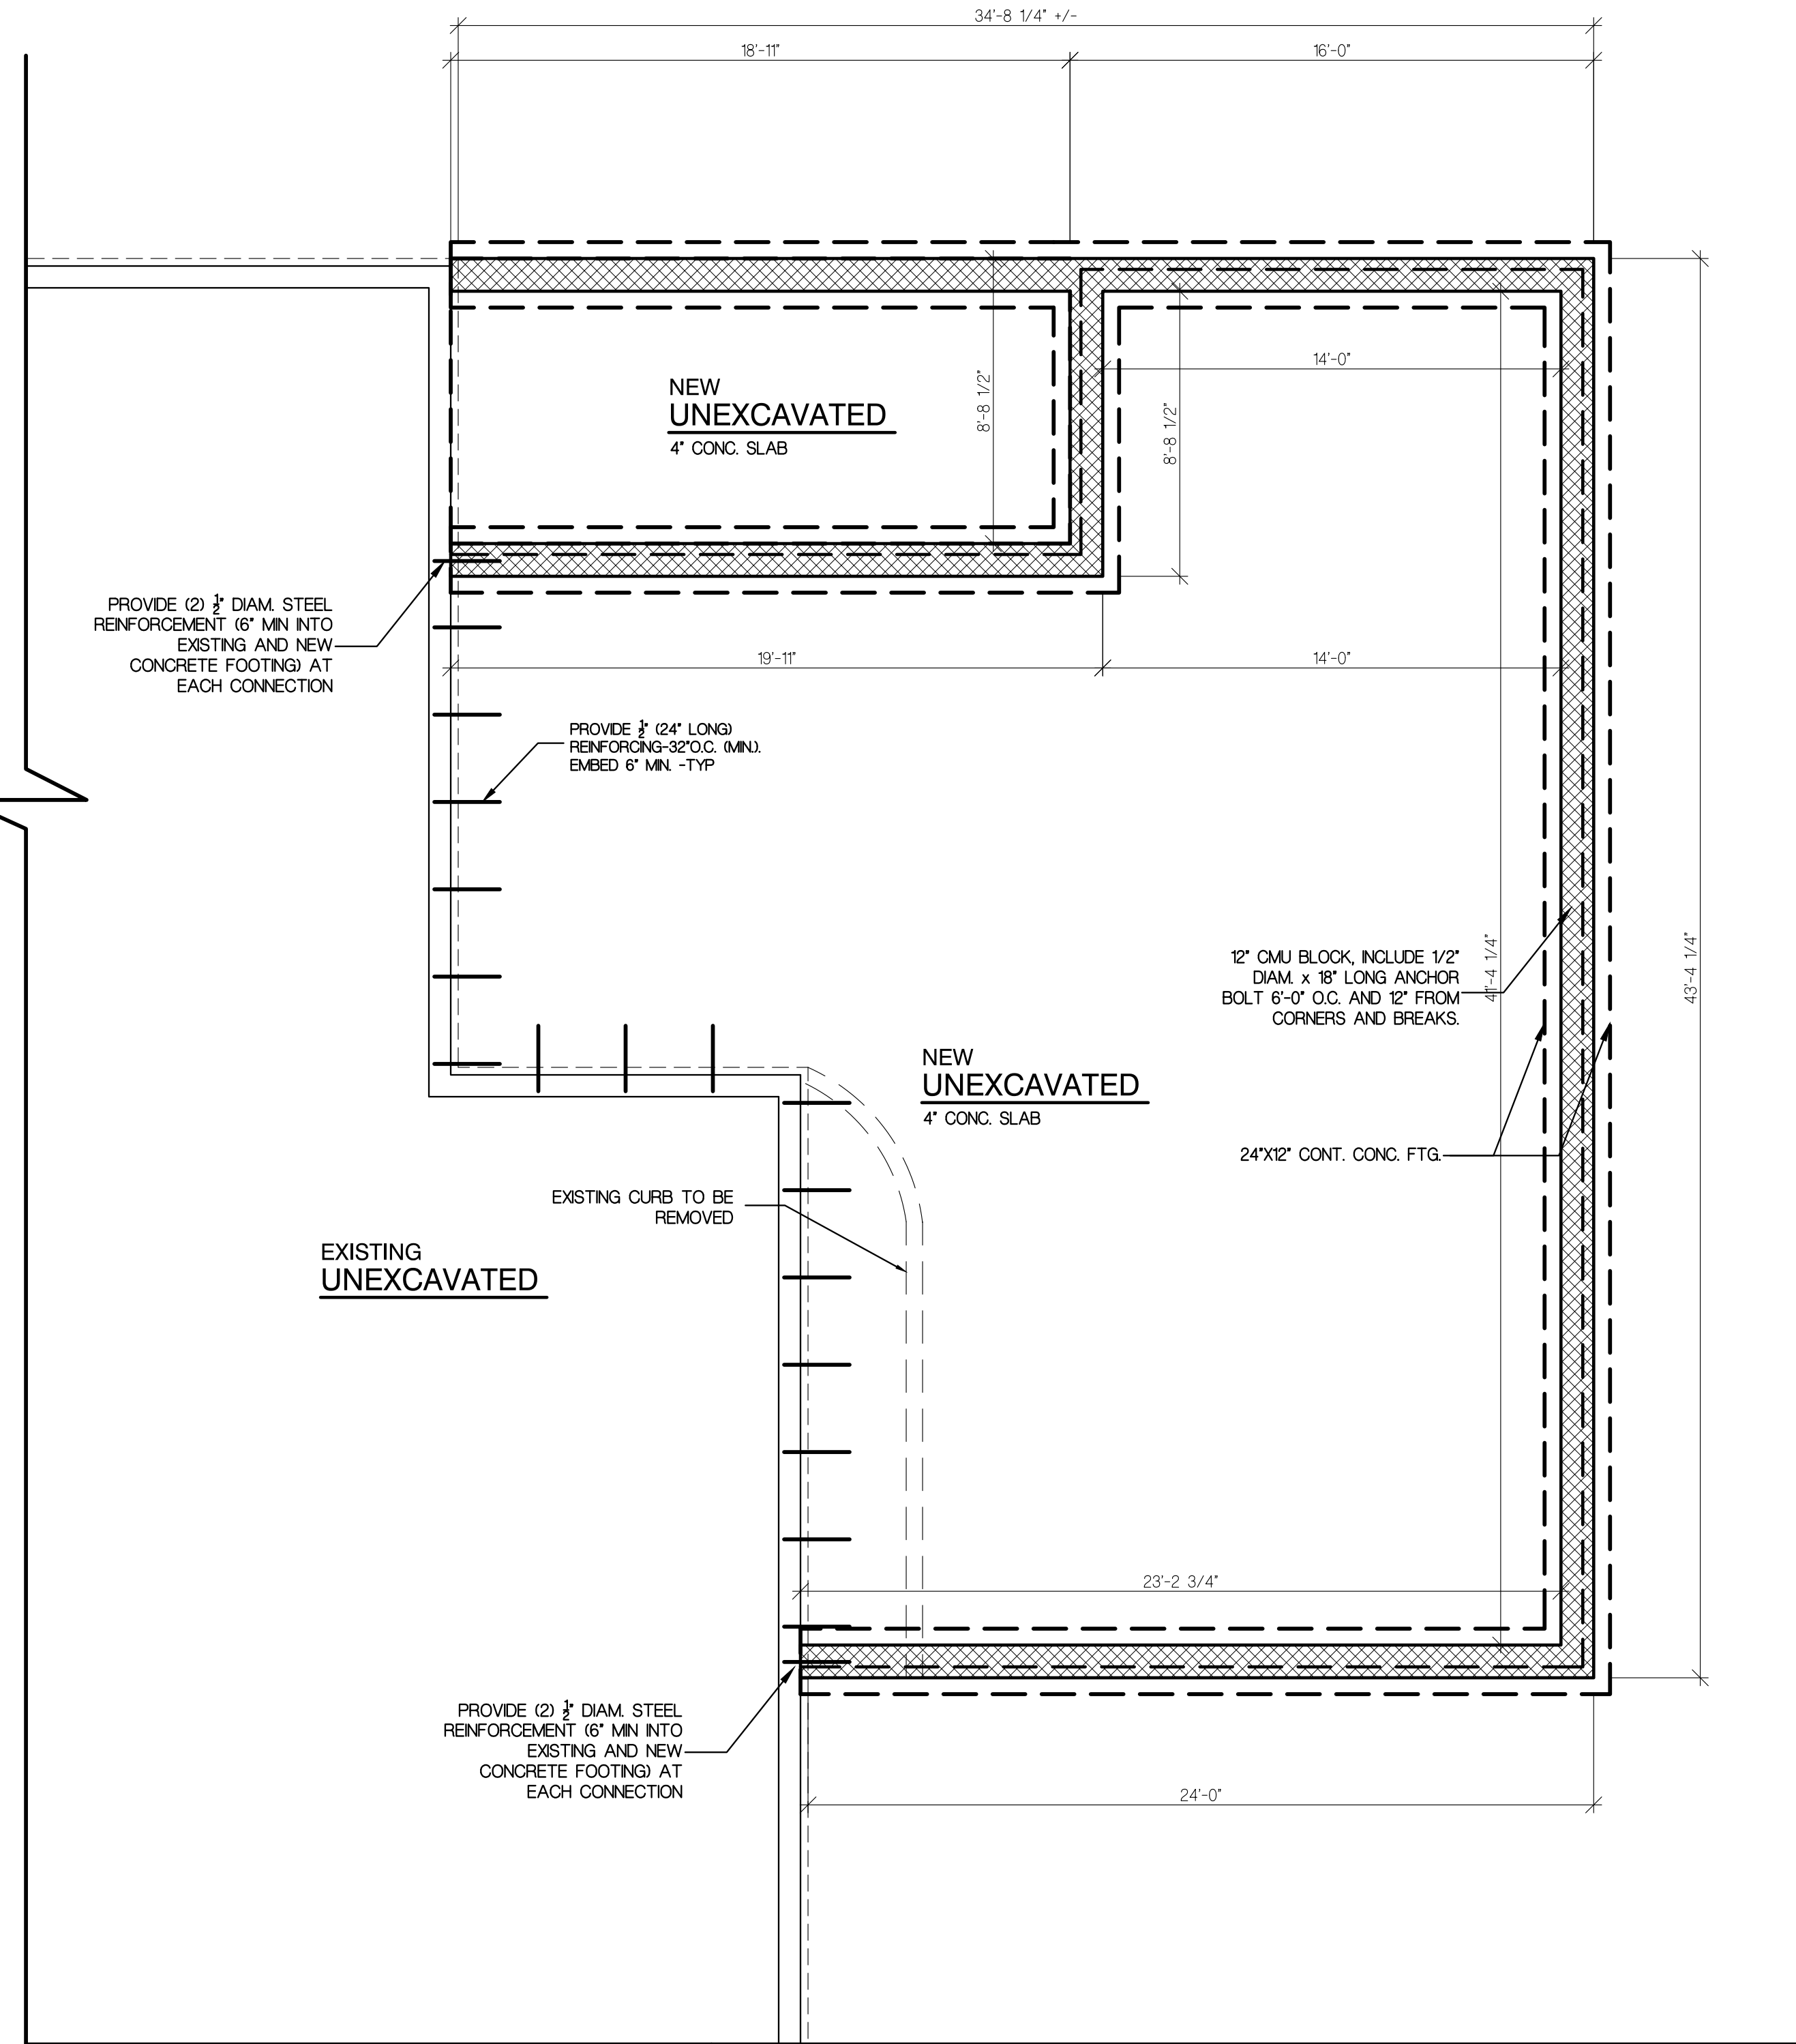 34'-8 1/4" +/-
18'-11"
16'-0"
14'-0"
NEW
UNEXCAVATED
4" CONC. SLAB
8'-8 1/2"
8'-8 1/2"
PROVIDE (2) 1/2" DIAM. STEEL
REINFORCEMENT (6" MIN INTO
EXISTING AND NEW
CONCRETE FOOTING) AT
EACH CONNECTION
19'-11"
14'-0"
PROVIDE 1/2" (24" LONG)
REINFORCING-32"O.C. (MIN.).
EMBED 6" MIN. -TYP
12" CMU BLOCK, INCLUDE 1/2"
DIAM. x 18" LONG ANCHOR
BOLT 6'-0" O.C. AND 12" FROM
CORNERS AND BREAKS.
41'-4 1/4"
43'-4 1/4"
NEW
UNEXCAVATED
4" CONC. SLAB
24"X12" CONT. CONC. FTG.
EXISTING CURB TO BE
REMOVED
EXISTING
UNEXCAVATED
23'-2 3/4"
PROVIDE (2) 1/2" DIAM. STEEL
REINFORCEMENT (6" MIN INTO
EXISTING AND NEW
CONCRETE FOOTING) AT
EACH CONNECTION
24'-0"